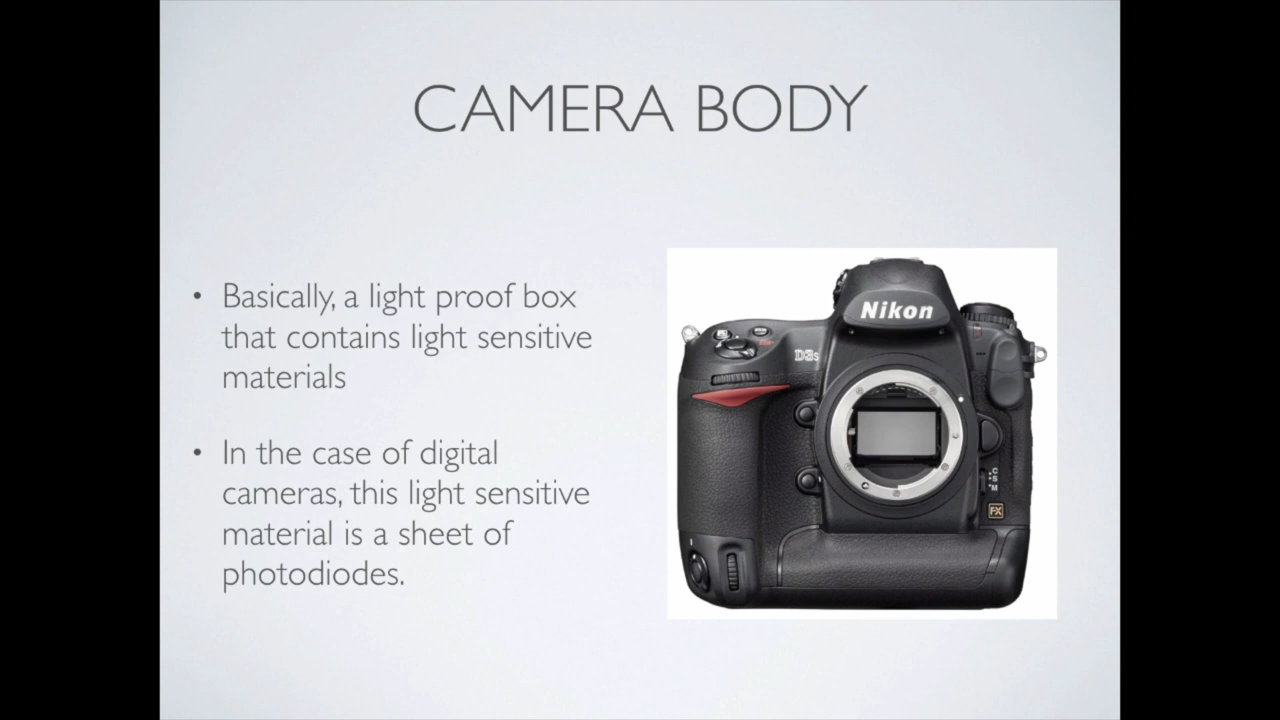 CAMERA BODY
• Basically, a light proof box
that contains light sensitive
materials
• In the case of digital
cameras, this light sensitive
material is a sheet of
photodiodes.
Nikon
D3s
C
S
M
FX